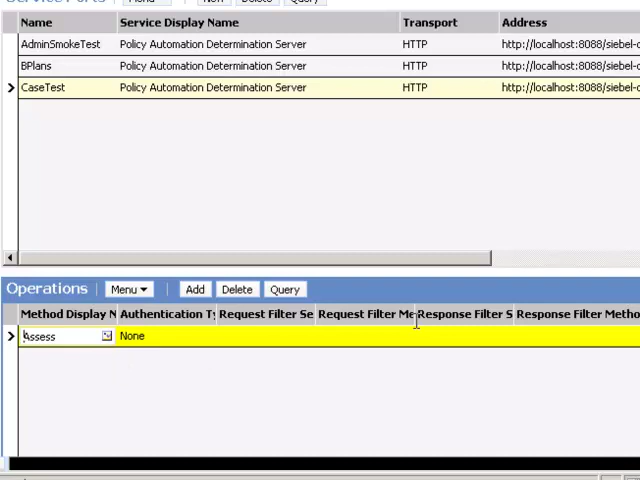 Service Ports Menu New Delete Query
Name Service Display Name Transport Address
AdminSmokeTest Policy Automation Determination Server HTTP http://localhost:8088/siebel-
BPlans Policy Automation Determination Server HTTP http://localhost:8088/siebel-
CaseTest Policy Automation Determination Server HTTP http://localhost:8088/siebel-
Operations Menu Add Delete Query
Method Display N Authentication Ty Request Filter Se Request Filter Me Response Filter S Response Filter Metho
Assess None